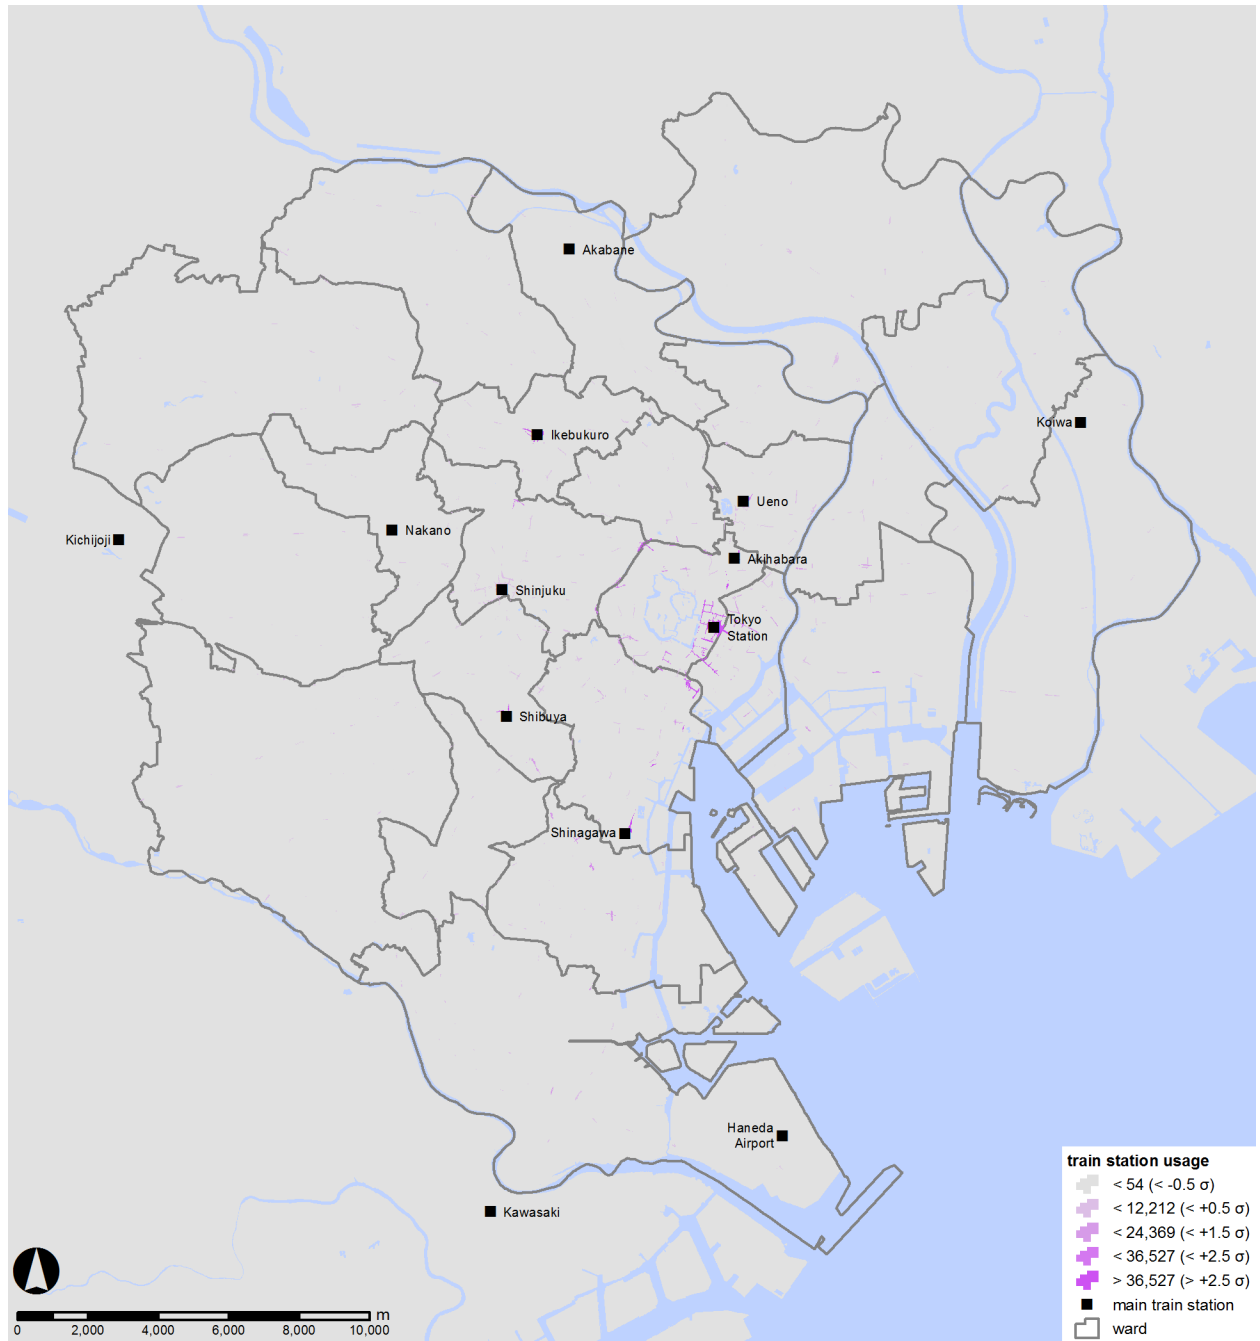 Akabane
Koiwa
Ikebukuro
Ueno
Nakano
Kichijoji
Akihabara
Shinjuku
Tokyo
Station
Shibuya
Shinagawa
Haneda
Airport
Kawasaki
train station usage
< 54 (< -0.5 σ)
< 12,212 (< +0.5 σ)
< 24,369 (< +1.5 σ)
< 36,527 (< +2.5 σ)
> 36,527 (> +2.5 σ)
main train station
ward
m
0 2,000 4,000 6,000 8,000 10,000